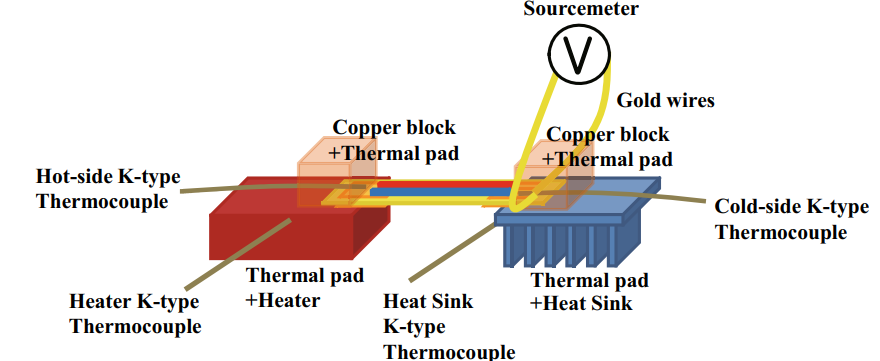 Sourcemeter
V
Gold wires
Copper block
+Thermal pad
Copper block
+Thermal pad
Hot-side K-type
Thermocouple
Cold-side K-type
Thermocouple
Thermal pad
+Heater
Heater K-type
Thermocouple
Heat Sink
K-type
Thermocouple
Thermal pad
+Heat Sink